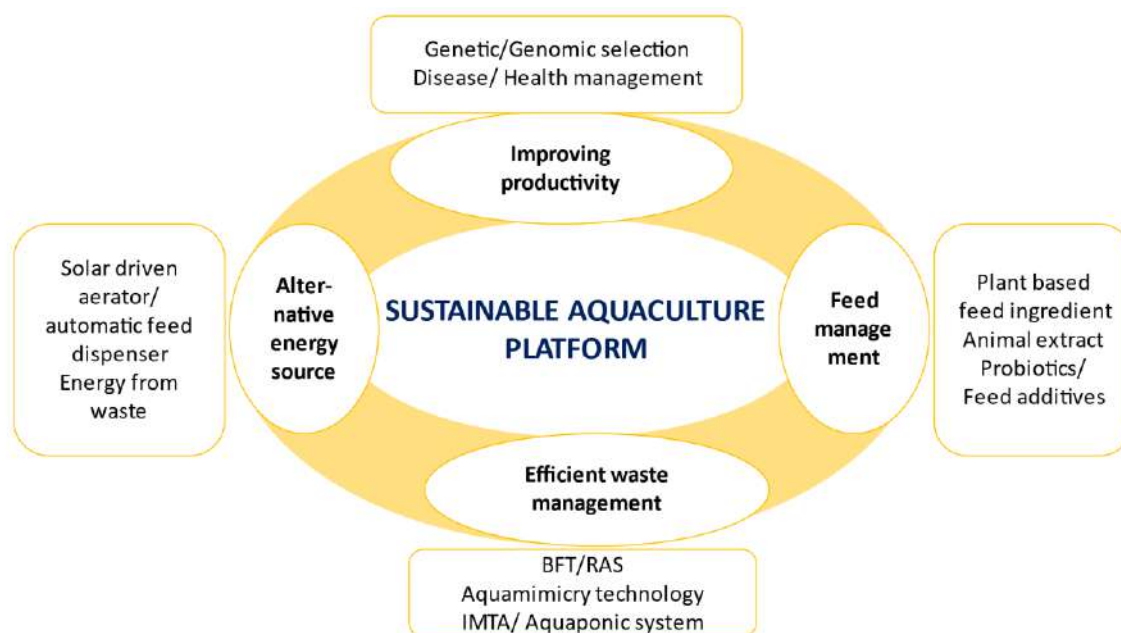 Genetic/Genomic selection
Disease/ Health management
Improving
productivity
Solar driven
aerator/
automatic feed
dispenser
Energy from
waste
Alter-
native
energy
source
SUSTAINABLE AQUACULTURE
PLATFORM
Feed
manage
ment
Plant based
feed ingredient
Animal extract
Probiotics/
Feed additives
Efficient waste
management
BFT/RAS
Aquamimicry technology
IMTA/ Aquaponic system